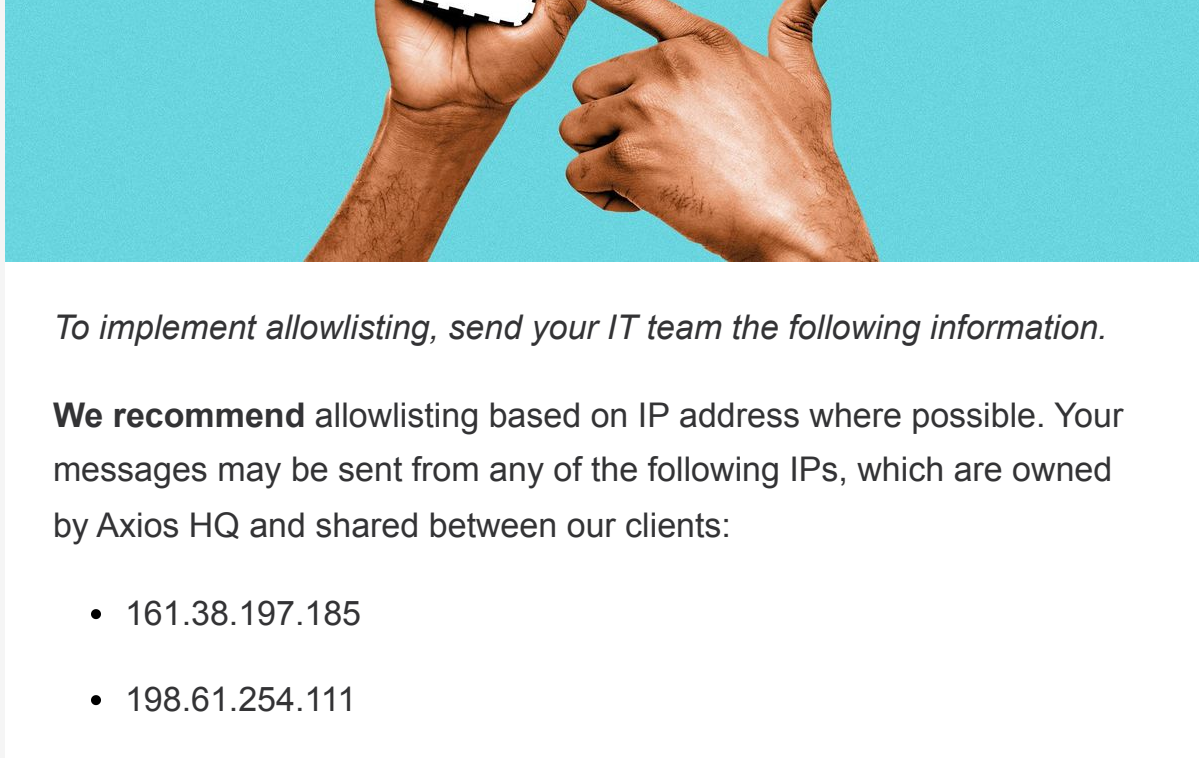 To implement allowlisting, send your IT team the following information.
We recommend allowlisting based on IP address where possible. Your
messages may be sent from any of the following IPs, which are owned
by Axios HQ and shared between our clients:
• 161.38.197.185
• 198.61.254.111